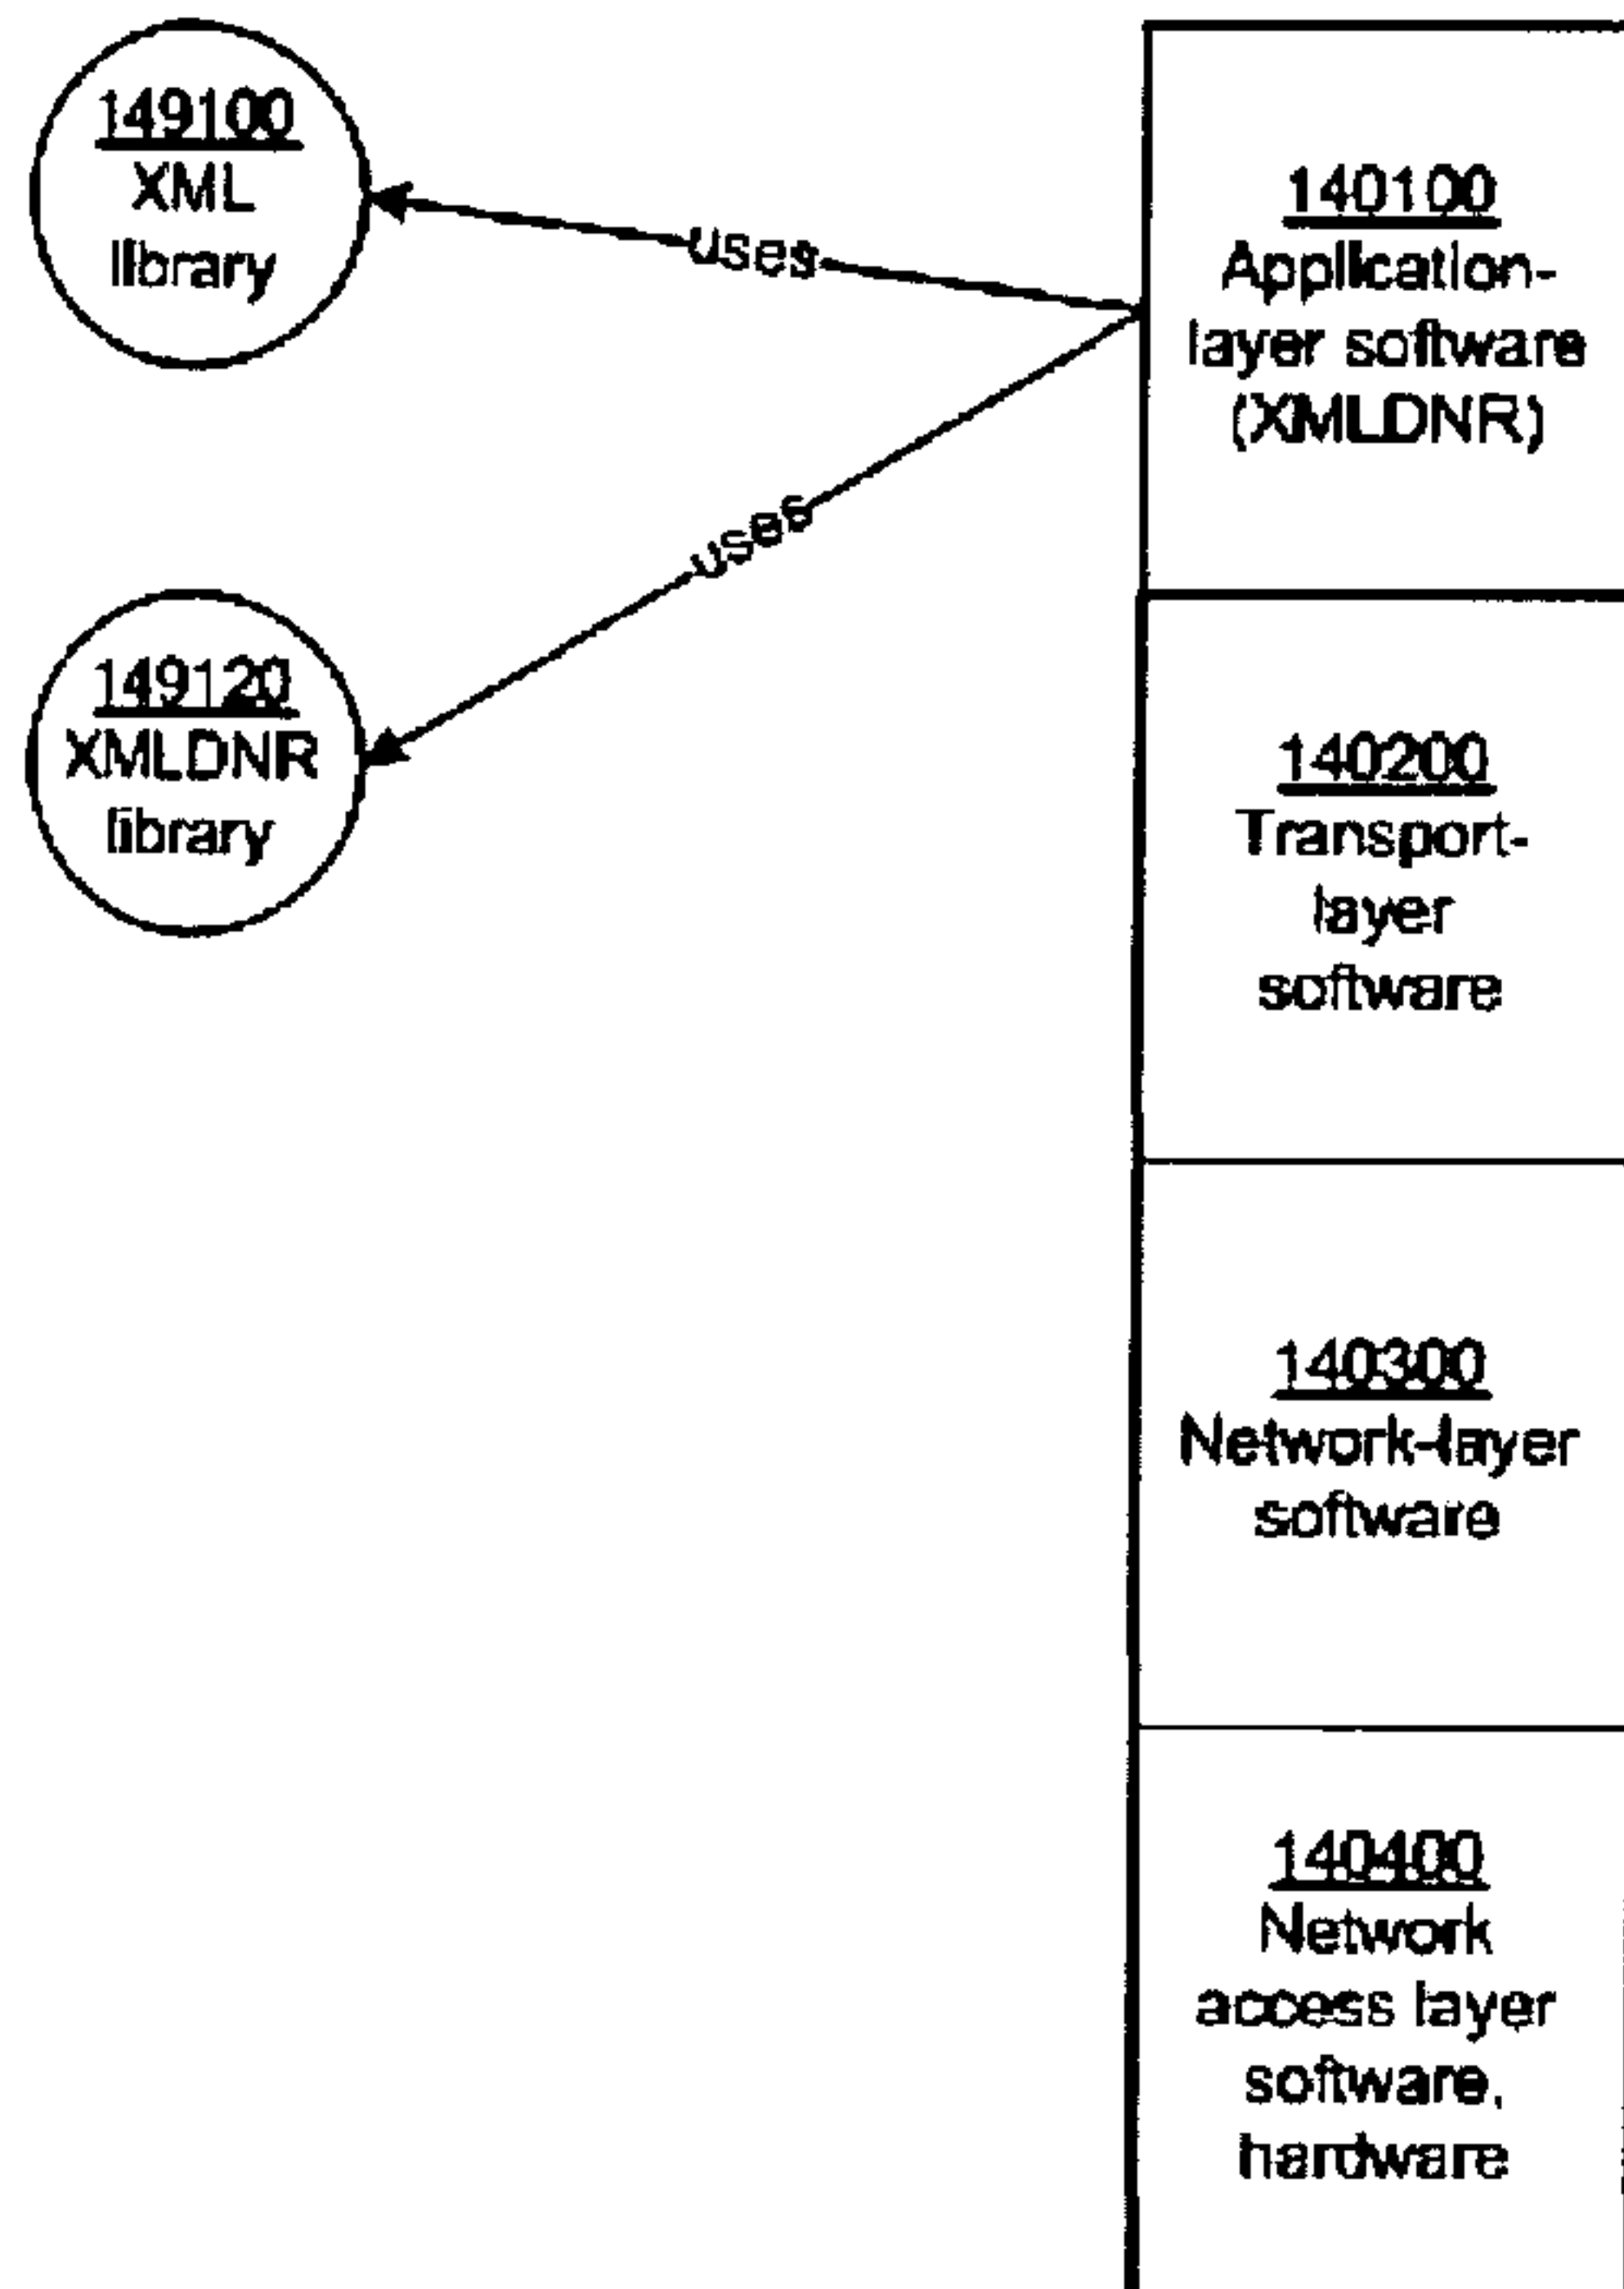 149100
XML
library
uses
140100
Application-
layer software
(XMLDNR)
uses
149120
XMLDNR
library
140200
Transport-
layer
software
140300
Network-layer
software
140400
Network
access layer
software,
hardware